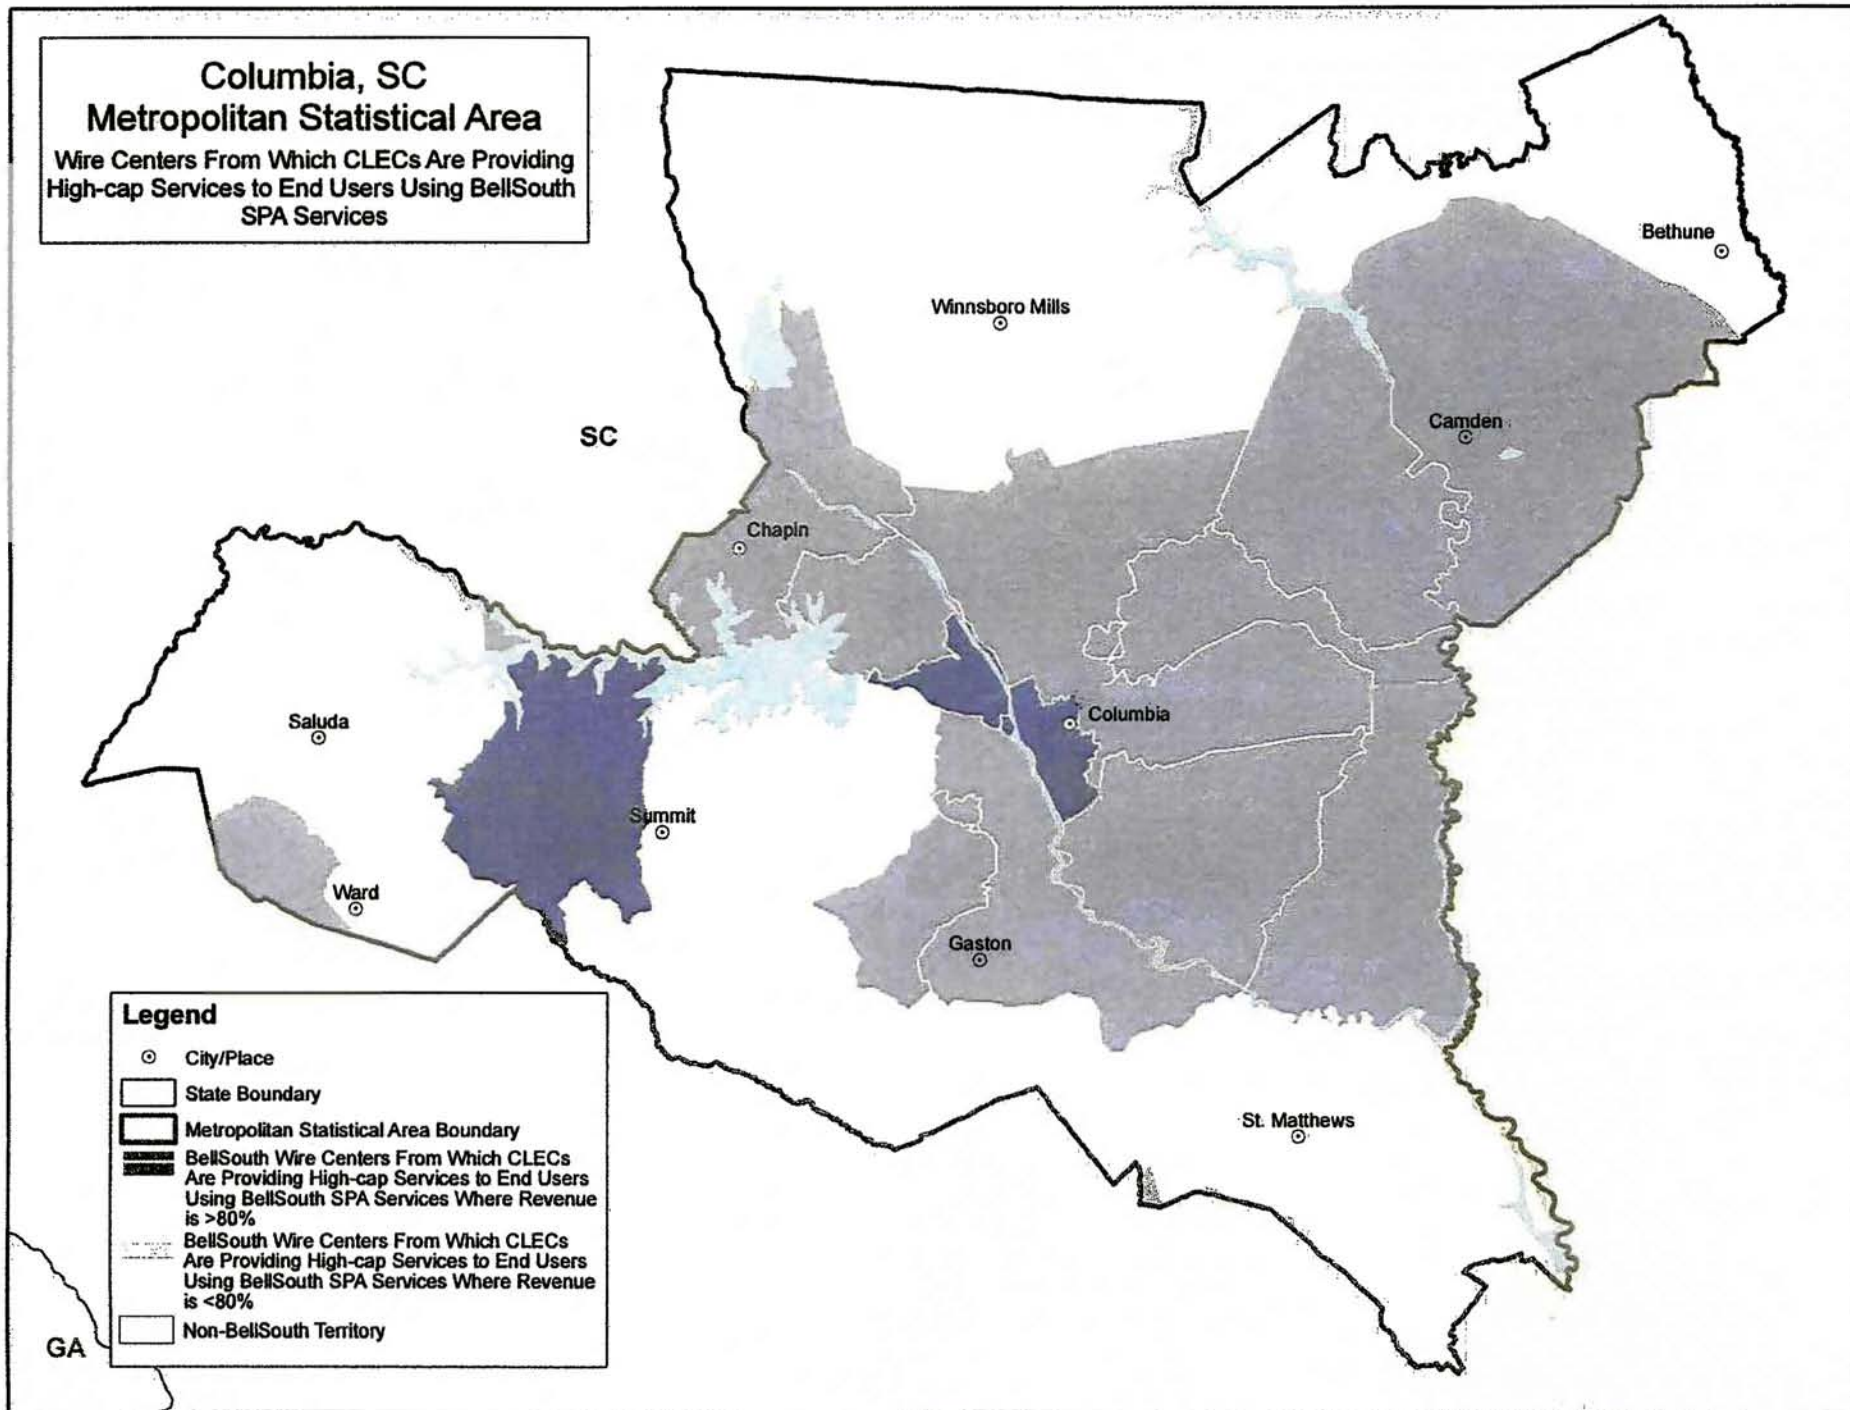 Columbia, SC
Metropolitan Statistical Area
Wire Centers From Which CLECs Are Providing
High-cap Services to End Users Using BellSouth
SPA Services
Bethune
Winnsboro Mills
Camden
SC
Chapin
Saluda
Columbia
Summit
Ward
Gaston
St. Matthews
Legend
City/Place
State Boundary
Metropolitan Statistical Area Boundary
BellSouth Wire Centers From Which CLECs
Are Providing High-cap Services to End Users
Using BellSouth SPA Services Where Revenue
is >80%
BellSouth Wire Centers From Which CLECs
Are Providing High-cap Services to End Users
Using BellSouth SPA Services Where Revenue
is <80%
Non-BellSouth Territory
GA